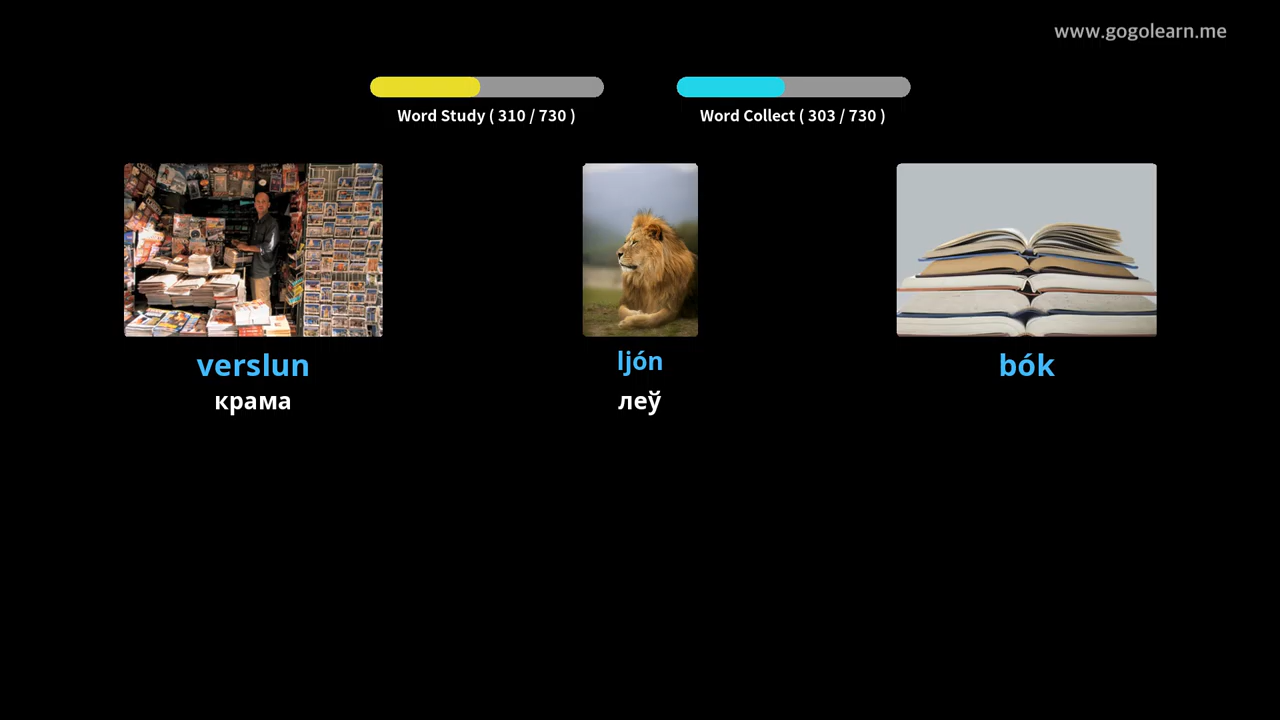 www.gogolearn.me
Word Study ( 310 / 730 )
Word Collect ( 303 / 730 )
verslun
ljón
bók
крама
леў